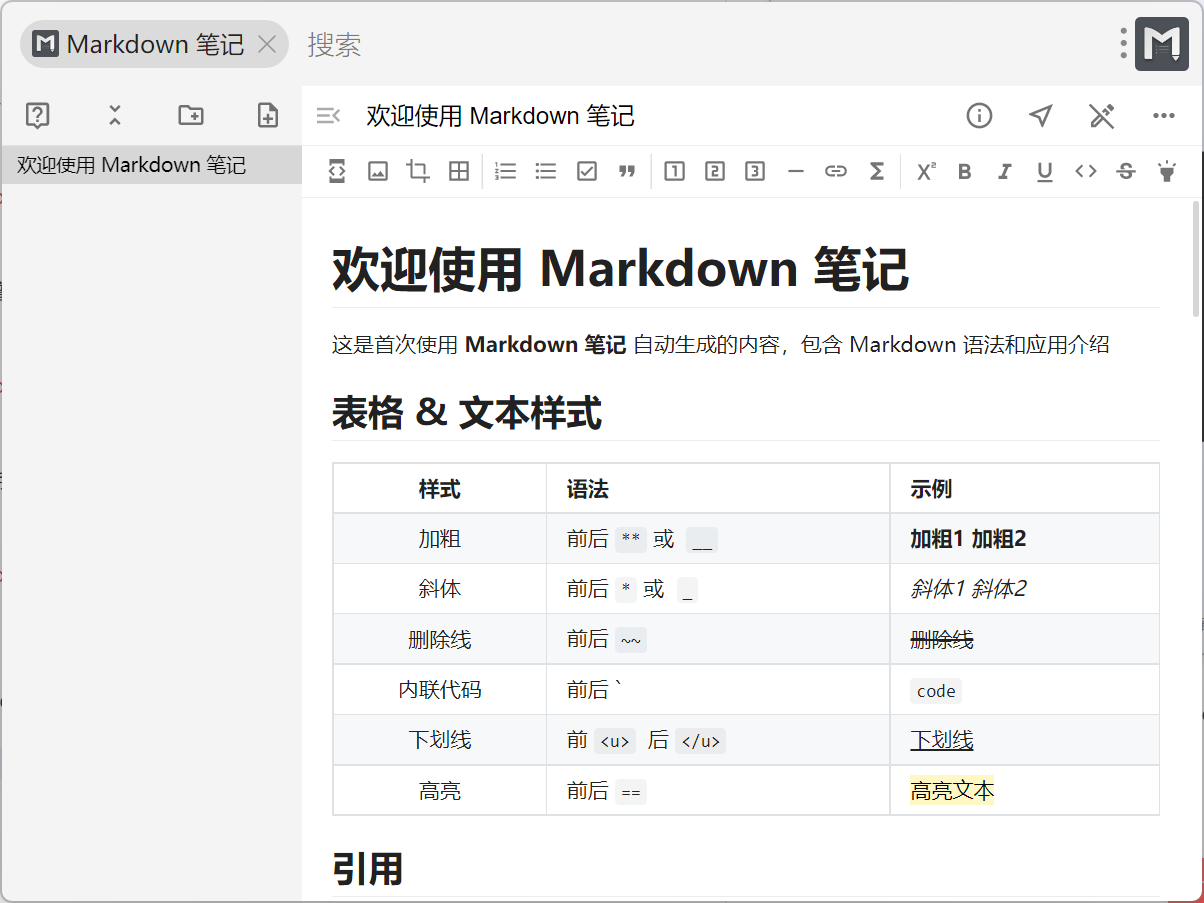 Markdown 笔记
搜索
欢迎使用 Markdown 笔记
欢迎使用 Markdown 笔记
欢迎使用 Markdown 笔记
这是首次使用 Markdown 笔记 自动生成的内容，包含 Markdown 语法和应用介绍
表格 & 文本样式
样式 语法 示例
加粗 前后 ** 或 __ 加粗1 加粗2
斜体 前后 * 或 _ 斜体1 斜体2
删除线 前后 ~~ 删除线
内联代码 前后 ` code
下划线 前 <u> 后 </u> 下划线
高亮 前后 == 高亮文本
引用